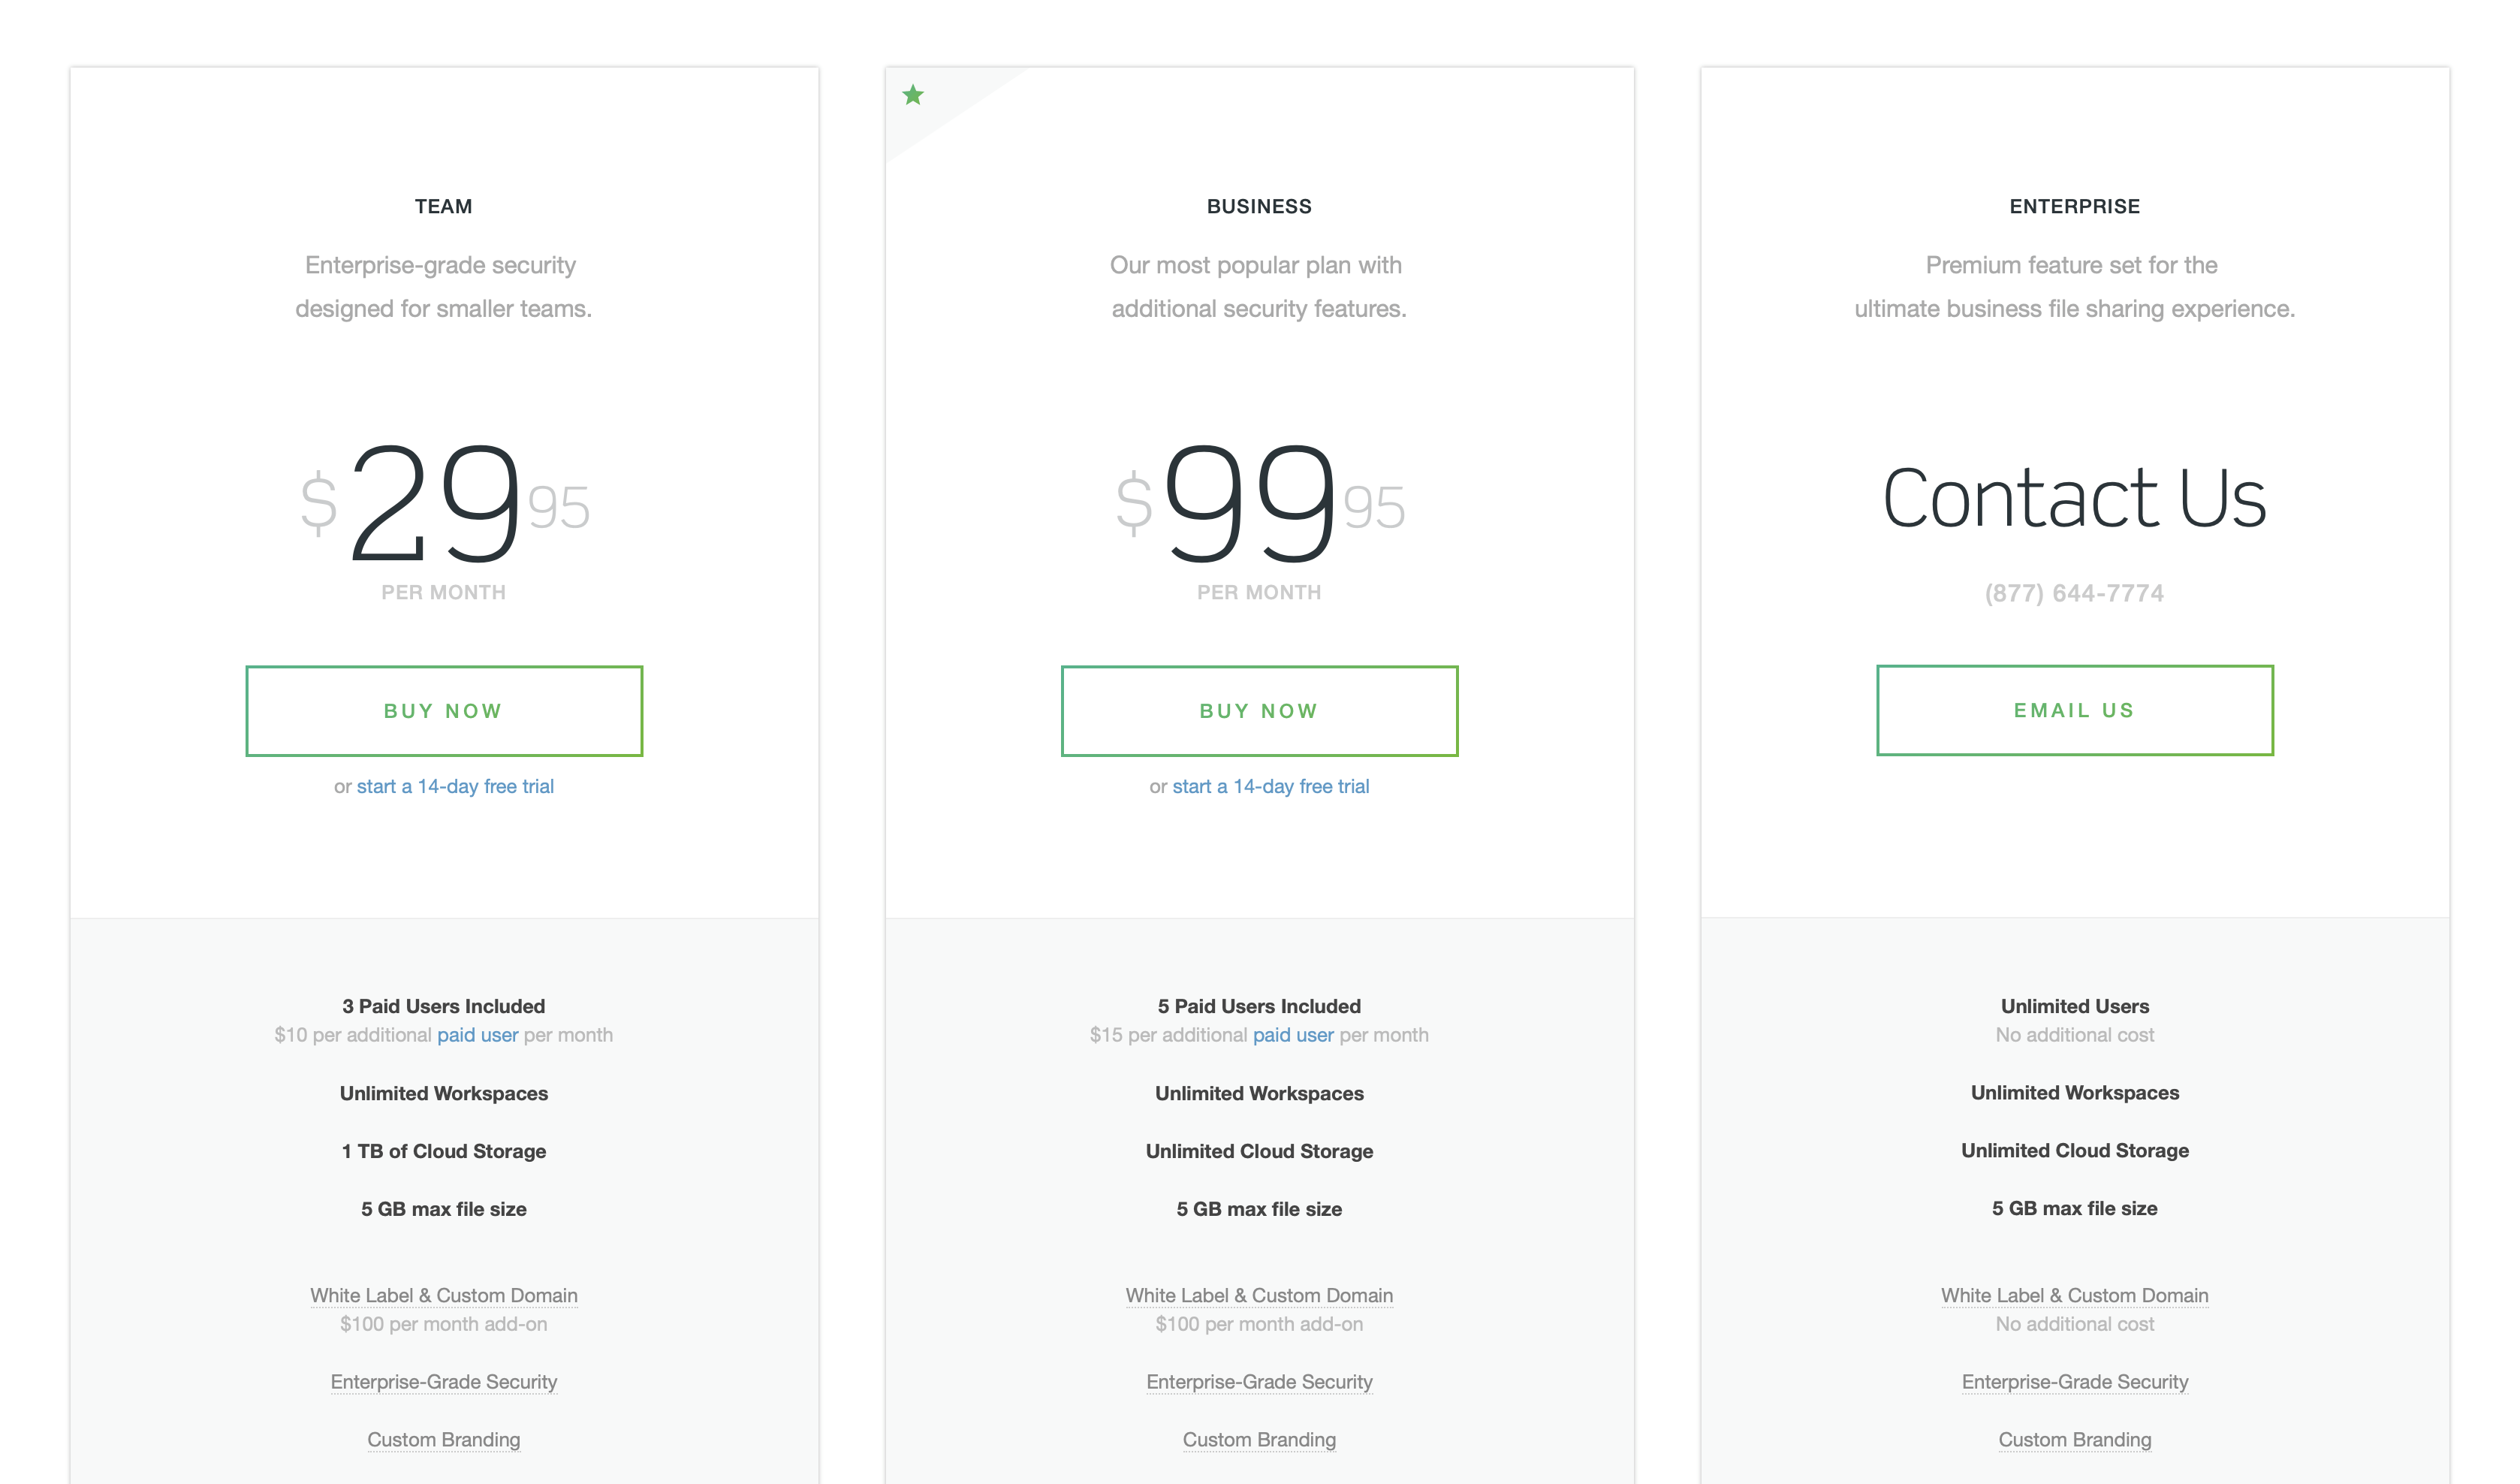 TEAM
Enterprise-grade security
designed for smaller teams.
$29 95
PER MONTH
BUY NOW
or start a 14-day free trial
3 Paid Users Included
$10 per additional paid user per month
Unlimited Workspaces
1 TB of Cloud Storage
5 GB max file size
White Label & Custom Domain
$100 per month add-on
Enterprise-Grade Security
Custom Branding
BUSINESS
Our most popular plan with
additional security features.
$99 95
PER MONTH
BUY NOW
or start a 14-day free trial
5 Paid Users Included
$15 per additional paid user per month
Unlimited Workspaces
Unlimited Cloud Storage
5 GB max file size
White Label & Custom Domain
$100 per month add-on
Enterprise-Grade Security
Custom Branding
ENTERPRISE
Premium feature set for the
ultimate business file sharing experience.
Contact Us
(877) 644-7774
EMAIL US
Unlimited Users
No additional cost
Unlimited Workspaces
Unlimited Cloud Storage
5 GB max file size
White Label & Custom Domain
No additional cost
Enterprise-Grade Security
Custom Branding